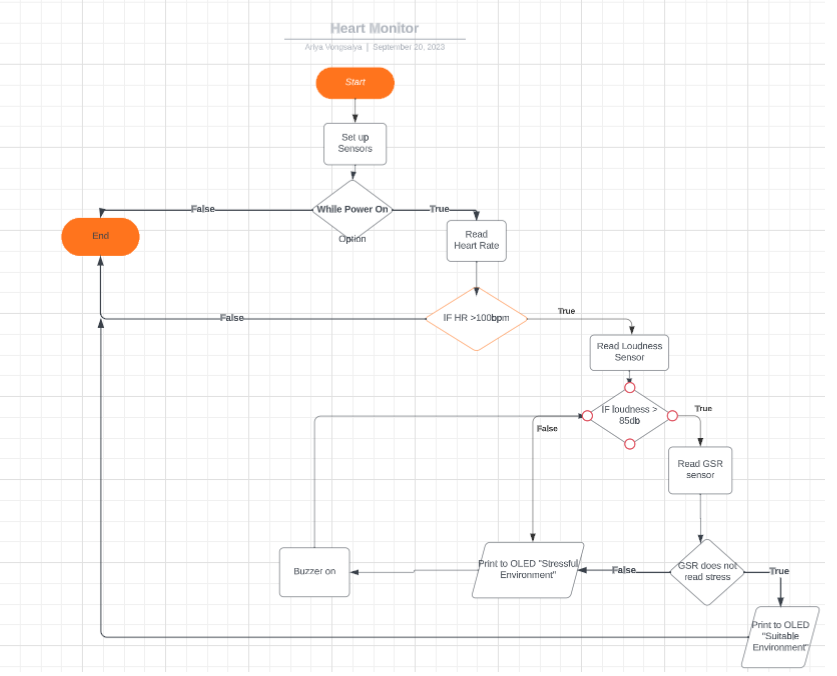 Heart Monitor
Ariya Vongsaiya | September 20, 2023
Start
Set up
Sensors
While Power On
Option
False
True
End
Read
Heart Rate
IF HR >100bpm
False
True
Read Loudness
Sensor
IF loudness >
85db
True
False
Read GSR
sensor
Buzzer on
Print to OLED "Stressful
Environment"
False
GSR does not
read stress
True
Print to OLED
"Suitable
Environment"